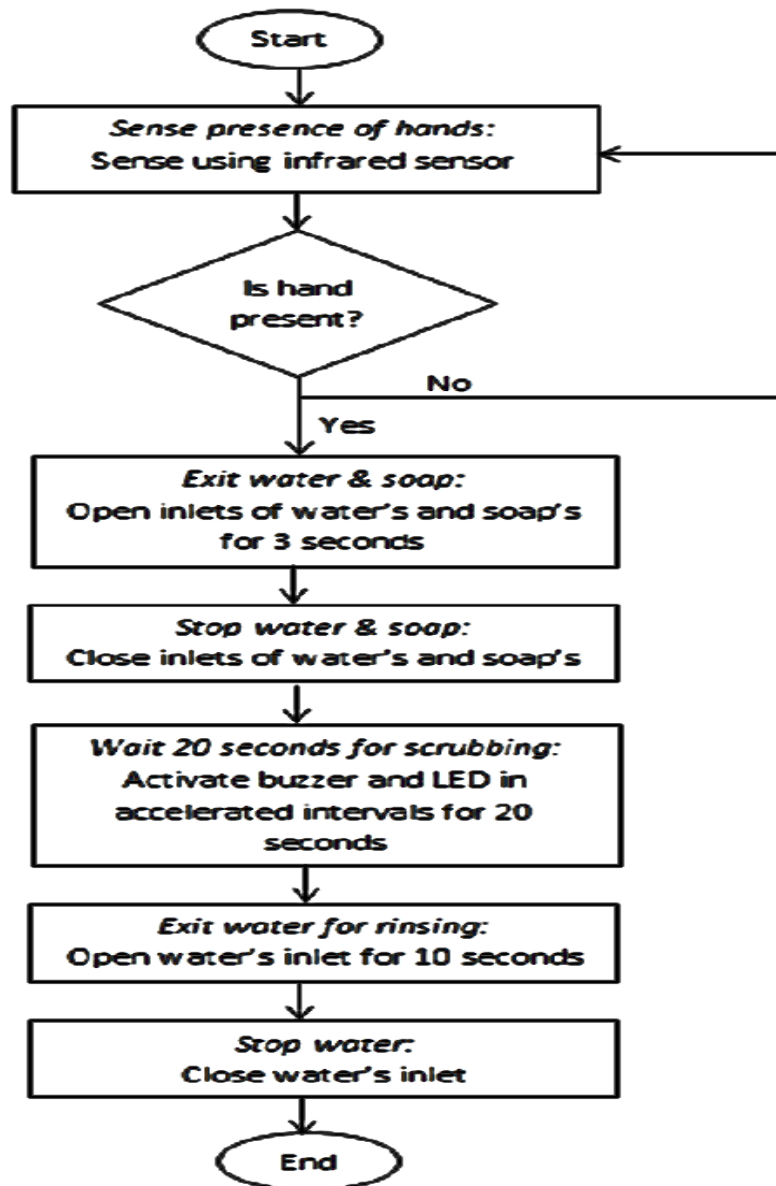 Start
Sense presence of hands:
Sense using infrared sensor
Is hand
present?
No
Yes
Exit water & soap:
Open inlets of water's and soap's
for 3 seconds
Stop water & soap:
Close inlets of water's and soap's
Wait 20 seconds for scrubbing:
Activate buzzer and LED in
accelerated intervals for 20
seconds
Exit water for rinsing:
Open water's inlet for 10 seconds
Stop water:
Close water's inlet
End